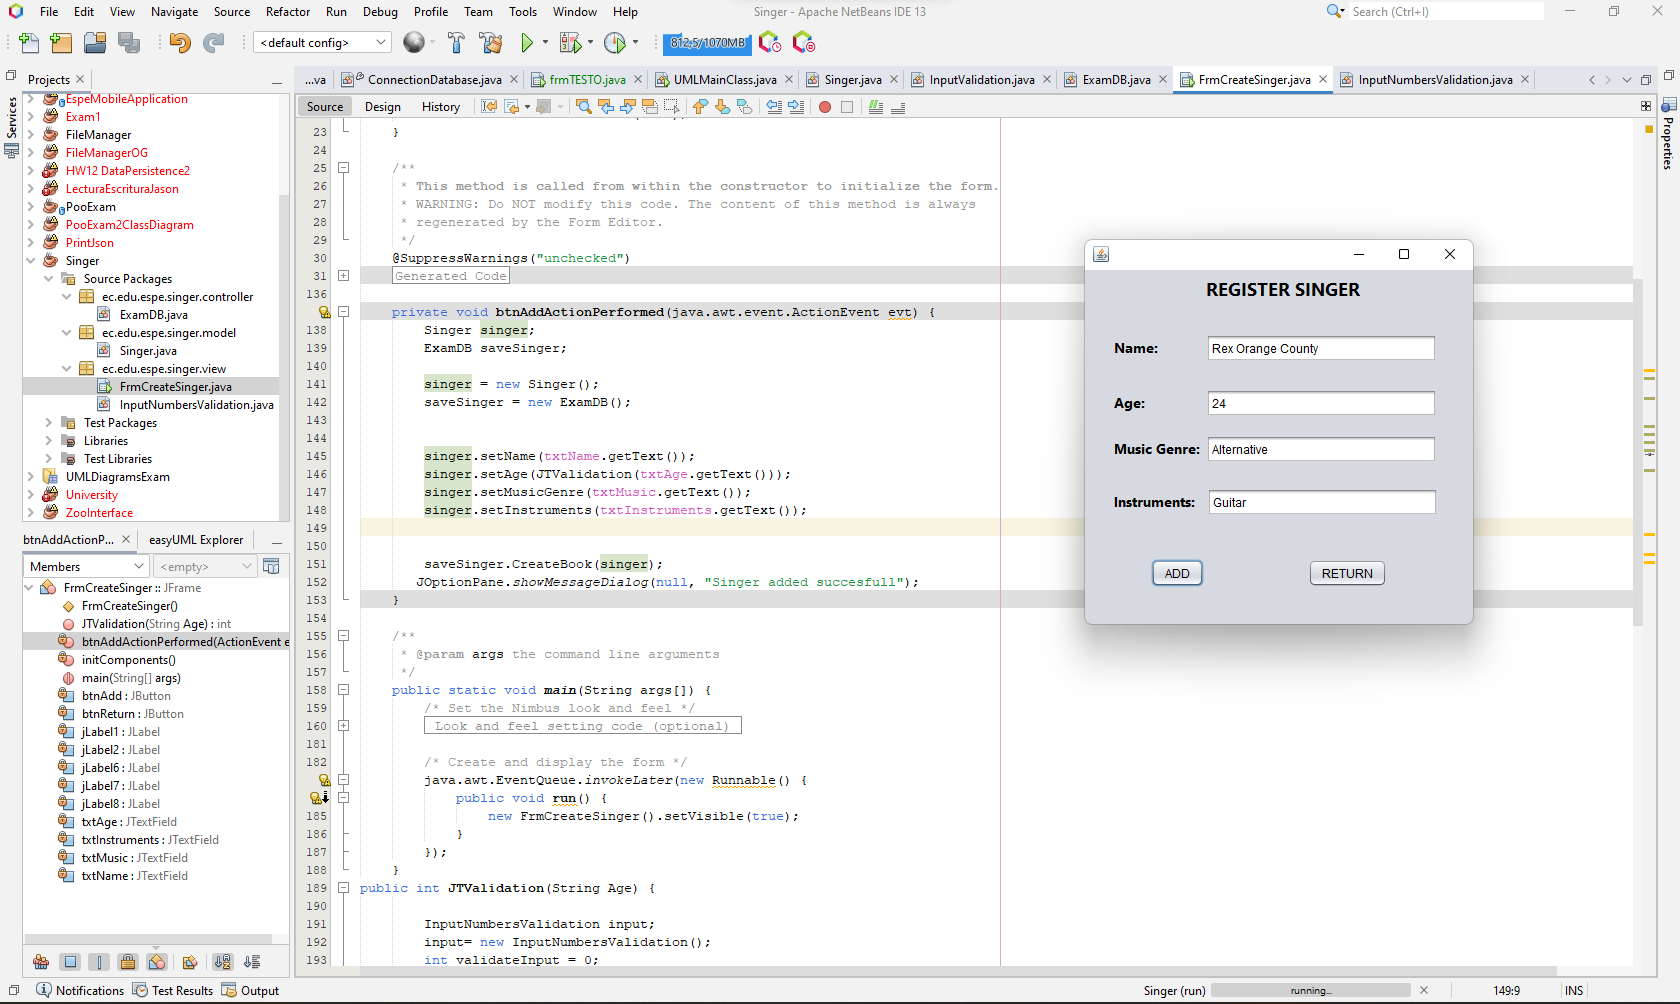 File Edit View Navigate Source Refactor Run Debug Profile Team Tools Window Help
Singer - Apache NetBeans IDE 13
Search (Ctrl+I)
<default config>
812,5/1070MB
Services
Projects
EspeMobileApplication
Exam1
FileManager
FileManagerOG
HW12 DataPersistence2
LecturaEscrituraJason
PooExam
PooExam2ClassDiagram
PrintJson
Singer
Source Packages
ec.edu.espe.singer.controller
ExamDB.java
ec.edu.espe.singer.model
Singer.java
ec.edu.espe.singer.view
FrmCreateSinger.java
InputNumbersValidation.java
Test Packages
Libraries
Test Libraries
UMLDiagramsExam
University
ZooInterface
btnAddActionP... easyUML Explorer
Members <empty>
FrmCreateSinger :: JFrame
FrmCreateSinger()
JTValidation(String Age) : int
btnAddActionPerformed(ActionEvent e
initComponents()
main(String[] args)
btnAdd : JButton
btnReturn : JButton
jLabel1 : JLabel
jLabel2 : JLabel
jLabel6 : JLabel
jLabel7 : JLabel
jLabel8 : JLabel
txtAge : JTextField
txtInstruments : JTextField
txtMusic : JTextField
txtName : JTextField
...va ConnectionDatabase.java frmTESTO.java UMLMainClass.java Singer.java InputValidation.java ExamDB.java FrmCreateSinger.java InputNumbersValidation.java
Source Design History
23 }
24
25 /**
26 * This method is called from within the constructor to initialize the form.
27 * WARNING: Do NOT modify this code. The content of this method is always
28 * regenerated by the Form Editor.
29 */
30 @SuppressWarnings("unchecked")
31 Generated Code
136
private void btnAddActionPerformed(java.awt.event.ActionEvent evt) {
138 Singer singer;
139 ExamDB saveSinger;
140
141 singer = new Singer();
142 saveSinger = new ExamDB();
143
144
145 singer.setName(txtName.getText());
146 singer.setAge(JTValidation(txtAge.getText()));
147 singer.setMusicGenre(txtMusic.getText());
148 singer.setInstruments(txtInstruments.getText());
149
150
151 saveSinger.CreateBook(singer);
152 JOptionPane.showMessageDialog(null, "Singer added succesfull");
153 }
154
155 /**
156 * @param args the command line arguments
157 */
158 public static void main(String args[]) {
159 /* Set the Nimbus look and feel */
160 Look and feel setting code (optional)
181
182 /* Create and display the form */
java.awt.EventQueue.invokeLater(new Runnable() {
public void run() {
185 new FrmCreateSinger().setVisible(true);
186 }
187 });
188 }
189 public int JTValidation(String Age) {
190
191 InputNumbersValidation input;
192 input= new InputNumbersValidation();
193 int validateInput = 0;
REGISTER SINGER
Name: Rex Orange County
Age: 24
Music Genre: Alternative
Instruments: Guitar
ADD RETURN
Properties
Notifications Test Results Output
Singer (run) running... 149:9 INS